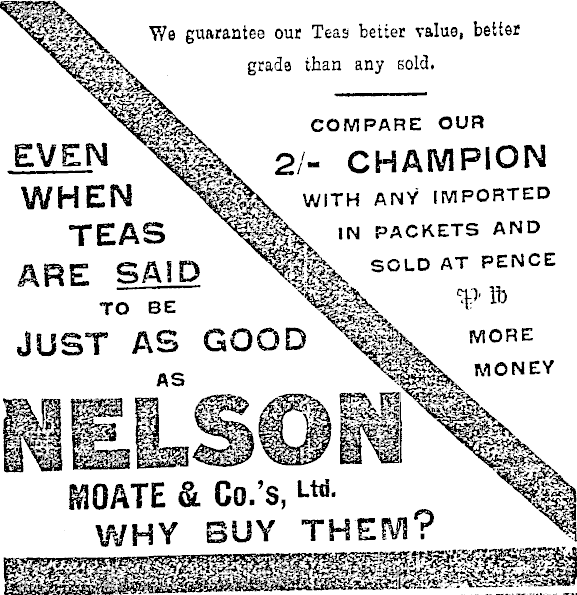 We guarantee our Teas better value, better
grade than any sold.
COMPARE OUR
2/- CHAMPION
WITH ANY IMPORTED
IN PACKETS AND
SOLD AT PENCE
℔ lb
MORE
MONEY
EVEN
WHEN
TEAS
ARE SAID
TO BE
JUST AS GOOD
AS
NELSON
MOATE & Co.'s, Ltd.
WHY BUY THEM?